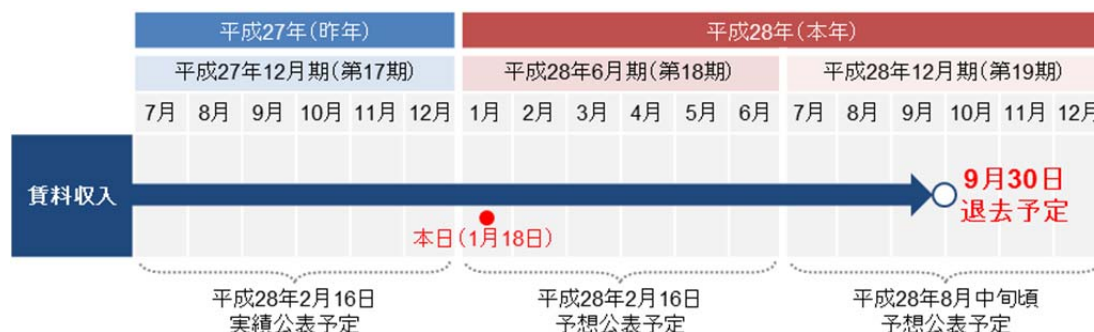 平成27年(昨年)
平成28年(本年)
平成27年12月期(第17期)
平成28年6月期(第18期)
平成28年12月期(第19期)
7月 8月 9月 10月 11月 12月 1月 2月 3月 4月 5月 6月 7月 8月 9月 10月 11月 12月
賃料収入
9月30日
退去予定
本日(1月18日)
平成28年2月16日
実績公表予定
平成28年2月16日
予想公表予定
平成28年8月中旬頃
予想公表予定